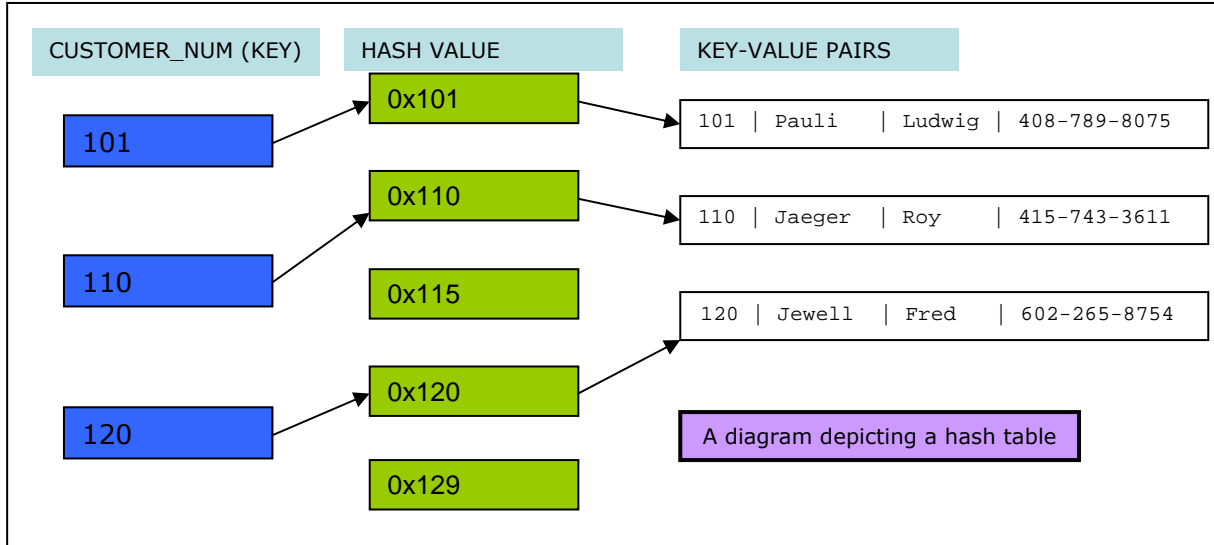 CUSTOMER_NUM (KEY)
HASH VALUE
KEY-VALUE PAIRS
101
0x101
101 | Pauli | Ludwig | 408-789-8075
110
0x110
110 | Jaeger | Roy | 415-743-3611
0x115
120
0x120
120 | Jewell | Fred | 602-265-8754
0x129
A diagram depicting a hash table